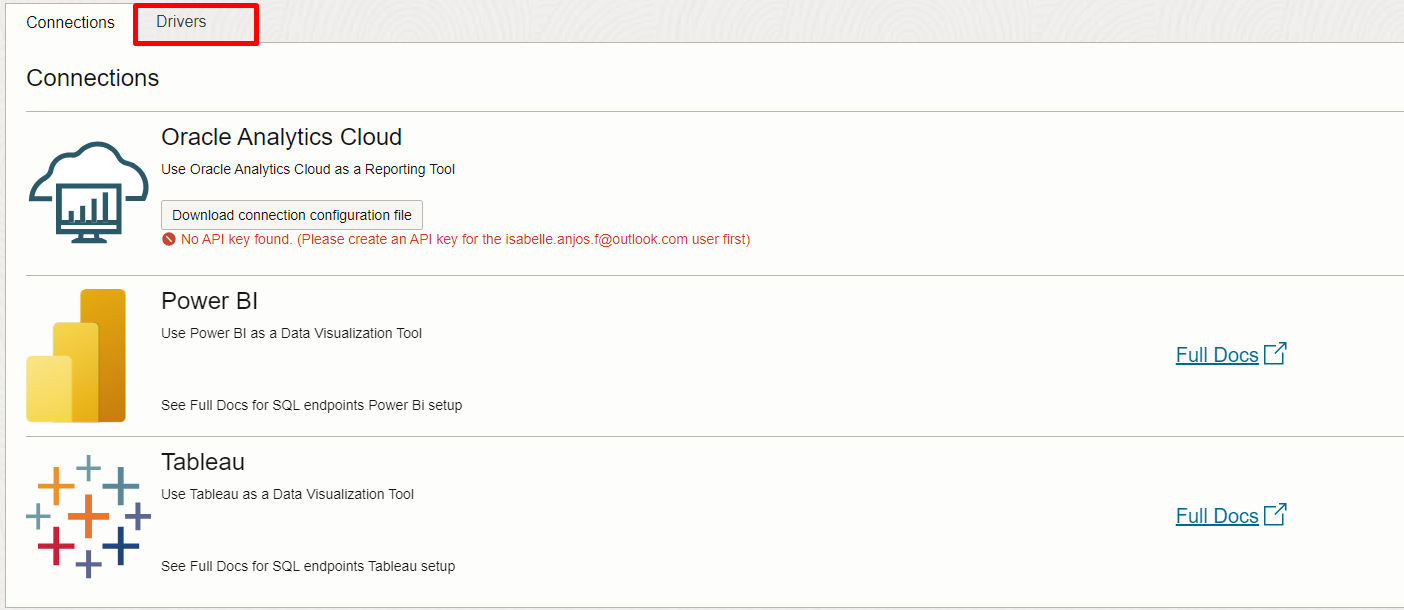 Connections
Drivers
Connections
Oracle Analytics Cloud
Use Oracle Analytics Cloud as a Reporting Tool
Download connection configuration file
No API key found. (Please create an API key for the isabelle.anjos.f@outlook.com user first)
Power BI
Use Power BI as a Data Visualization Tool
Full Docs
See Full Docs for SQL endpoints Power Bi setup
Tableau
Use Tableau as a Data Visualization Tool
Full Docs
See Full Docs for SQL endpoints Tableau setup